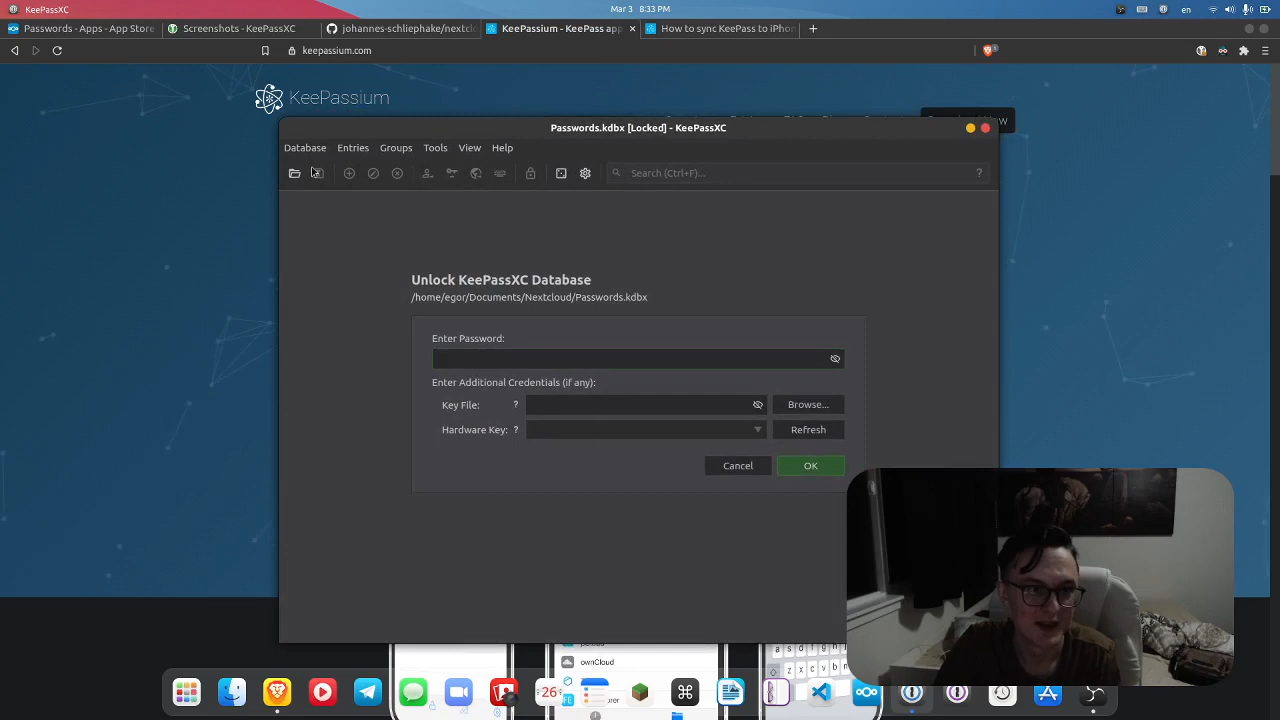 KeePassXC
Mar 3 8:33 PM
en
Passwords - Apps - App Store
Screenshots - KeePassXC
johannes-schliephake/nextcl
KeePassium - KeePass app
How to sync KeePass to iPhon
keepassium.com
KeePassium
Passwords.kdbx [Locked] - KeePassXC
Database Entries Groups Tools View Help
Search (Ctrl+F)...
?
Unlock KeePassXC Database
/home/egor/Documents/Nextcloud/Passwords.kdbx
Enter Password:
Enter Additional Credentials (if any):
Key File: ? Browse...
Hardware Key: ? Refresh
Cancel OK
ownCloud
26